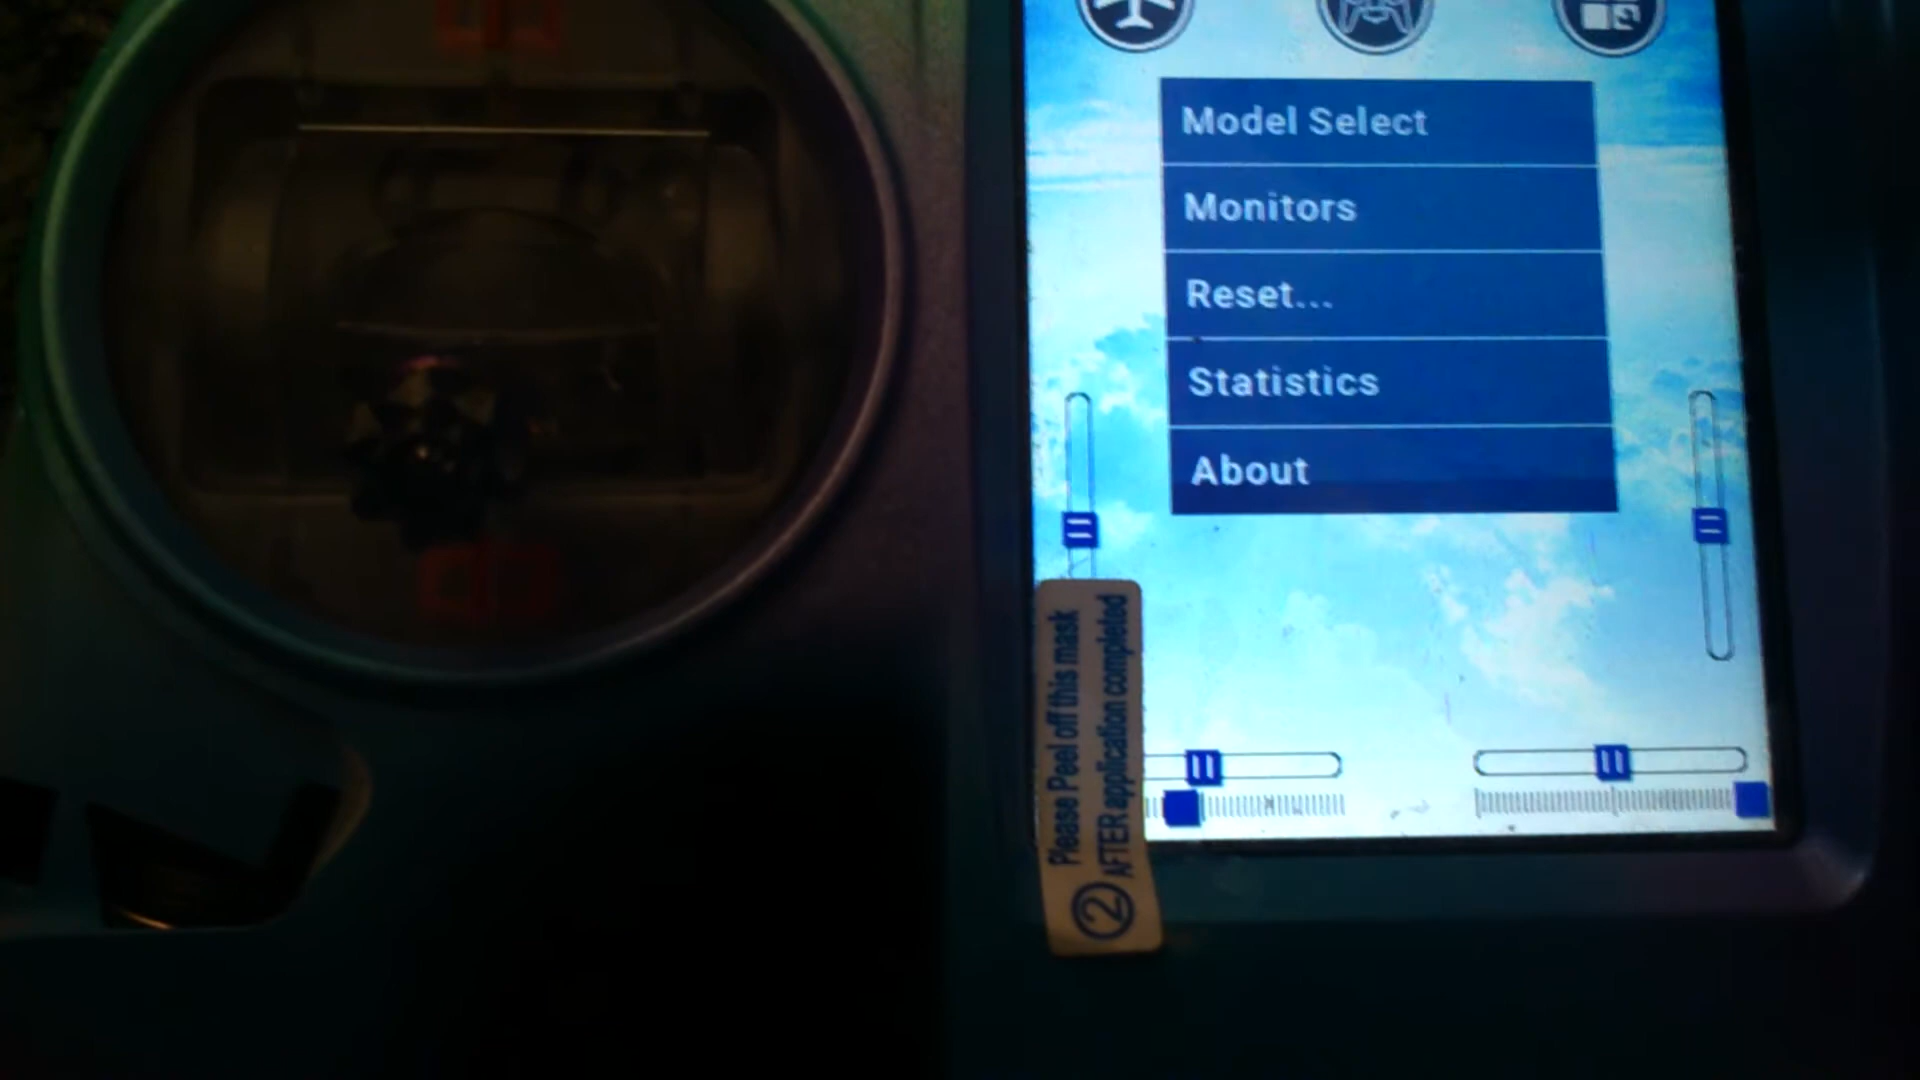 Model Select
Monitors
Reset...
Statistics
About
Please Peel off this mask
AFTER application completed
2